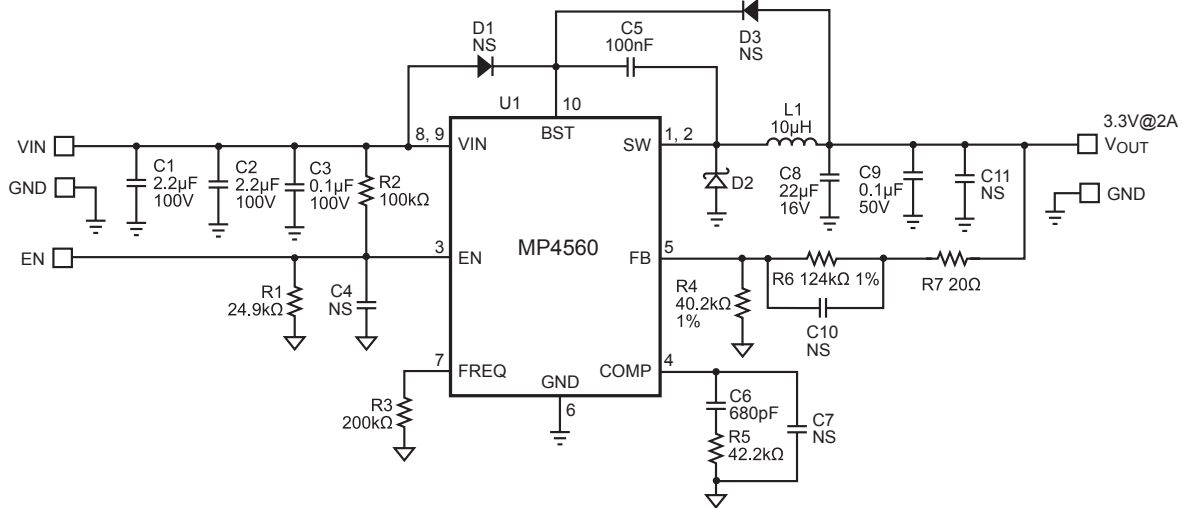 D1
NS
C5
100nF
D3
NS
U1
10
BST
8, 9
VIN
1, 2
SW
L1
10µH
3.3V@2A
VOUT
VIN
GND
C1
2.2µF
100V
C2
2.2µF
100V
C3
0.1µF
100V
R2
100kΩ
D2
C8
22µF
16V
C9
0.1µF
50V
C11
NS
GND
EN
3
EN
MP4560
5
FB
R6 124kΩ 1%
R7 20Ω
R1
24.9kΩ
C4
NS
R4
40.2kΩ
1%
C10
NS
7
FREQ
GND
6
COMP
4
R3
200kΩ
C6
680pF
R5
42.2kΩ
C7
NS